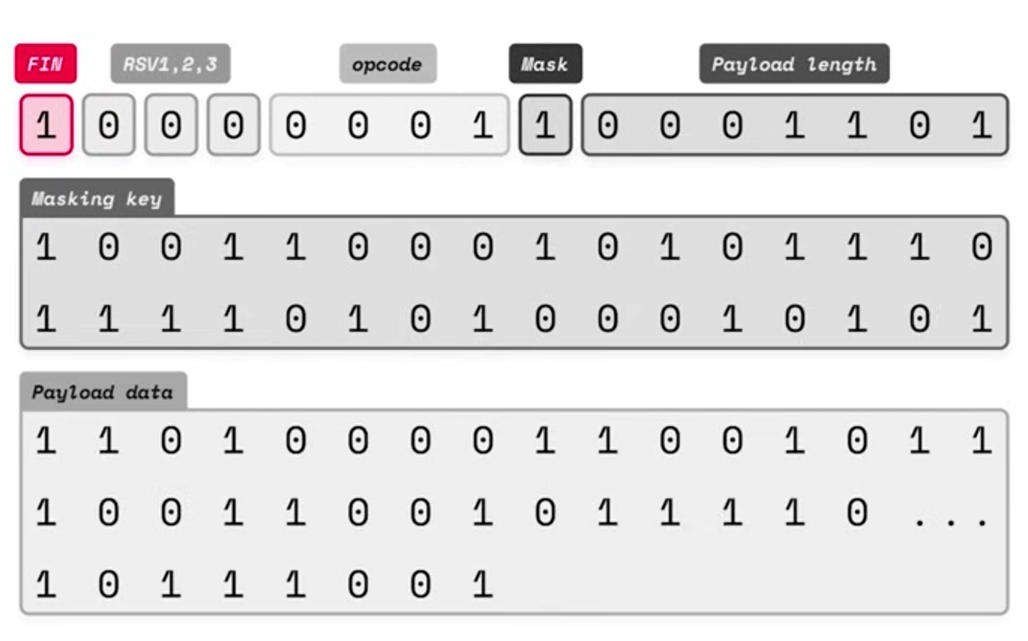 FIN RSV1,2,3 opcode Mask Payload length
1 0 0 0 0 0 0 1 1 0 0 0 1 1 0 1
Masking key
1 0 0 1 1 0 0 0 1 0 1 0 1 1 1 0
1 1 1 1 0 1 0 1 0 0 0 1 0 1 0 1
Payload data
1 1 0 1 0 0 0 0 1 1 0 0 1 0 1 1
1 0 0 1 1 0 0 1 0 1 1 1 1 0 ...
1 0 1 1 1 0 0 1